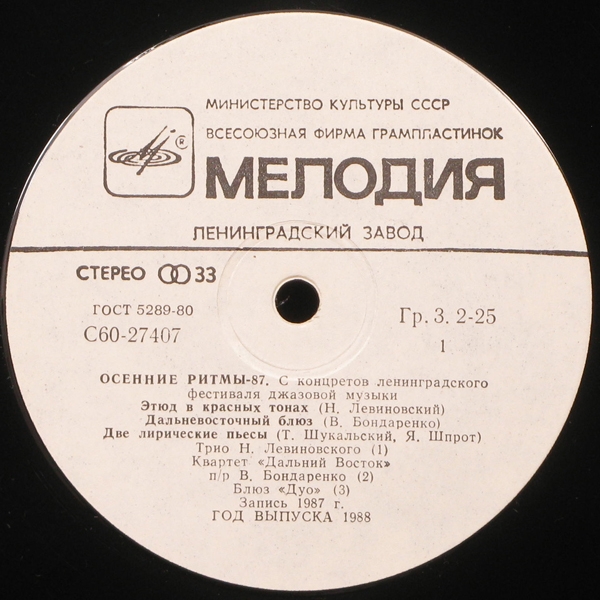 МИНИСТЕРСТВО КУЛЬТУРЫ СССР
ВСЕСОЮЗНАЯ ФИРМА ГРАМПЛАСТИНОК
®
МЕЛОДИЯ
ЛЕНИНГРАДСКИЙ ЗАВОД
СТЕРЕО 33
ГОСТ 5289-80
С60-27407
Гр. 3. 2-25
1
ОСЕННИЕ РИТМЫ-87. С концретов ленинградского
фестиваля джазовой музыки
Этюд в красных тонах (Н. Левиновский)
Дальневосточный блюз (В. Бондаренко)
Две лирические пьесы (Т. Шукальский, Я. Шпрот)
Трио Н. Левиновского (1)
Квартет «Дальний Восток»
п/р В. Бондаренко (2)
Блюз «Дуо» (3)
Запись 1987 г.
ГОД ВЫПУСКА 1988